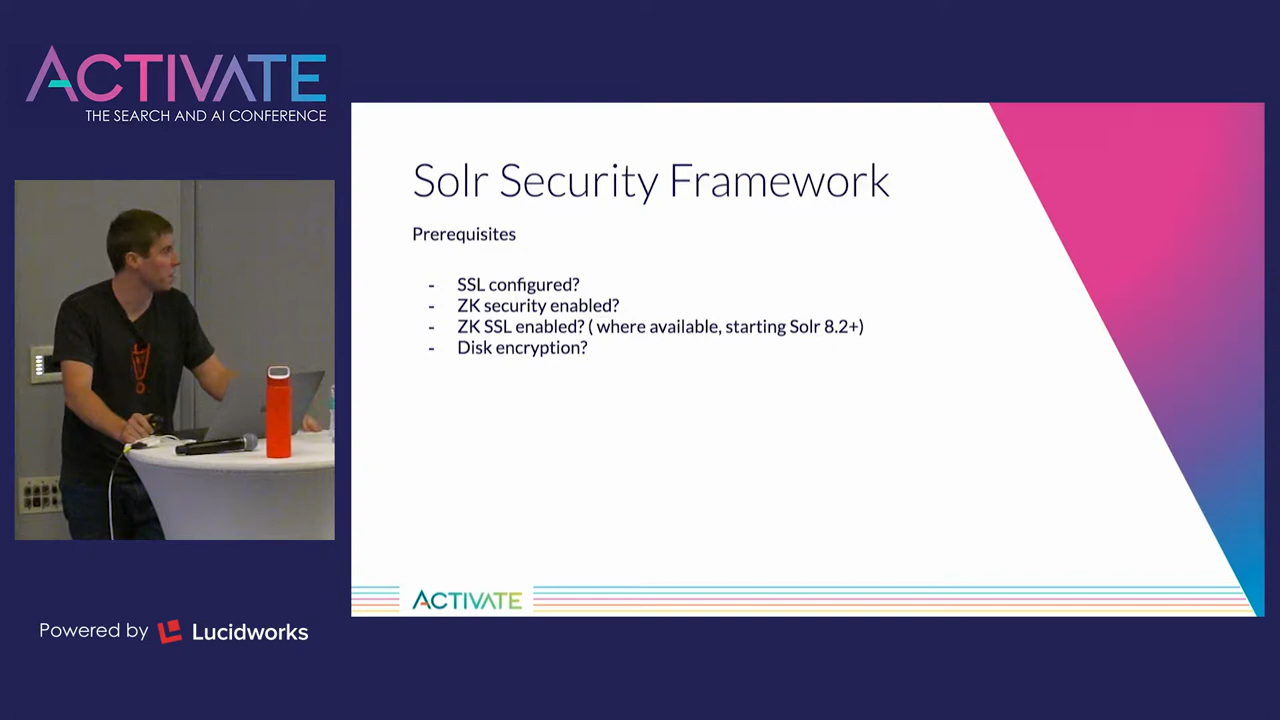 ACTIVATE
THE SEARCH AND AI CONFERENCE
Solr Security Framework
Prerequisites
- SSL configured?
- ZK security enabled?
- ZK SSL enabled? ( where available, starting Solr 8.2+)
- Disk encryption?
ACTIVATE
Powered by Lucidworks